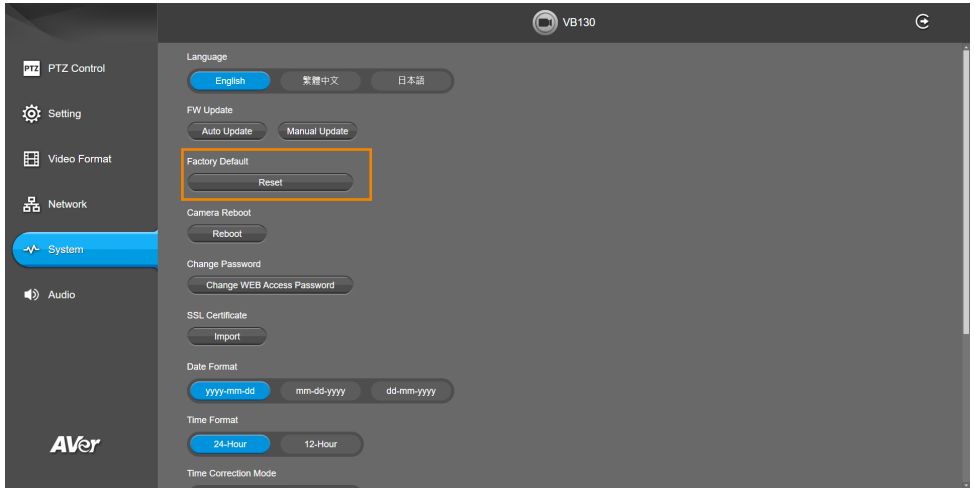 VB130
PTZ PTZ Control
Setting
Video Format
Network
System
Audio
AVer
Language
English 繁體中文 日本語
FW Update
Auto Update Manual Update
Factory Default
Reset
Camera Reboot
Reboot
Change Password
Change WEB Access Password
SSL Certificate
Import
Date Format
yyyy-mm-dd mm-dd-yyyy dd-mm-yyyy
Time Format
24-Hour 12-Hour
Time Correction Mode